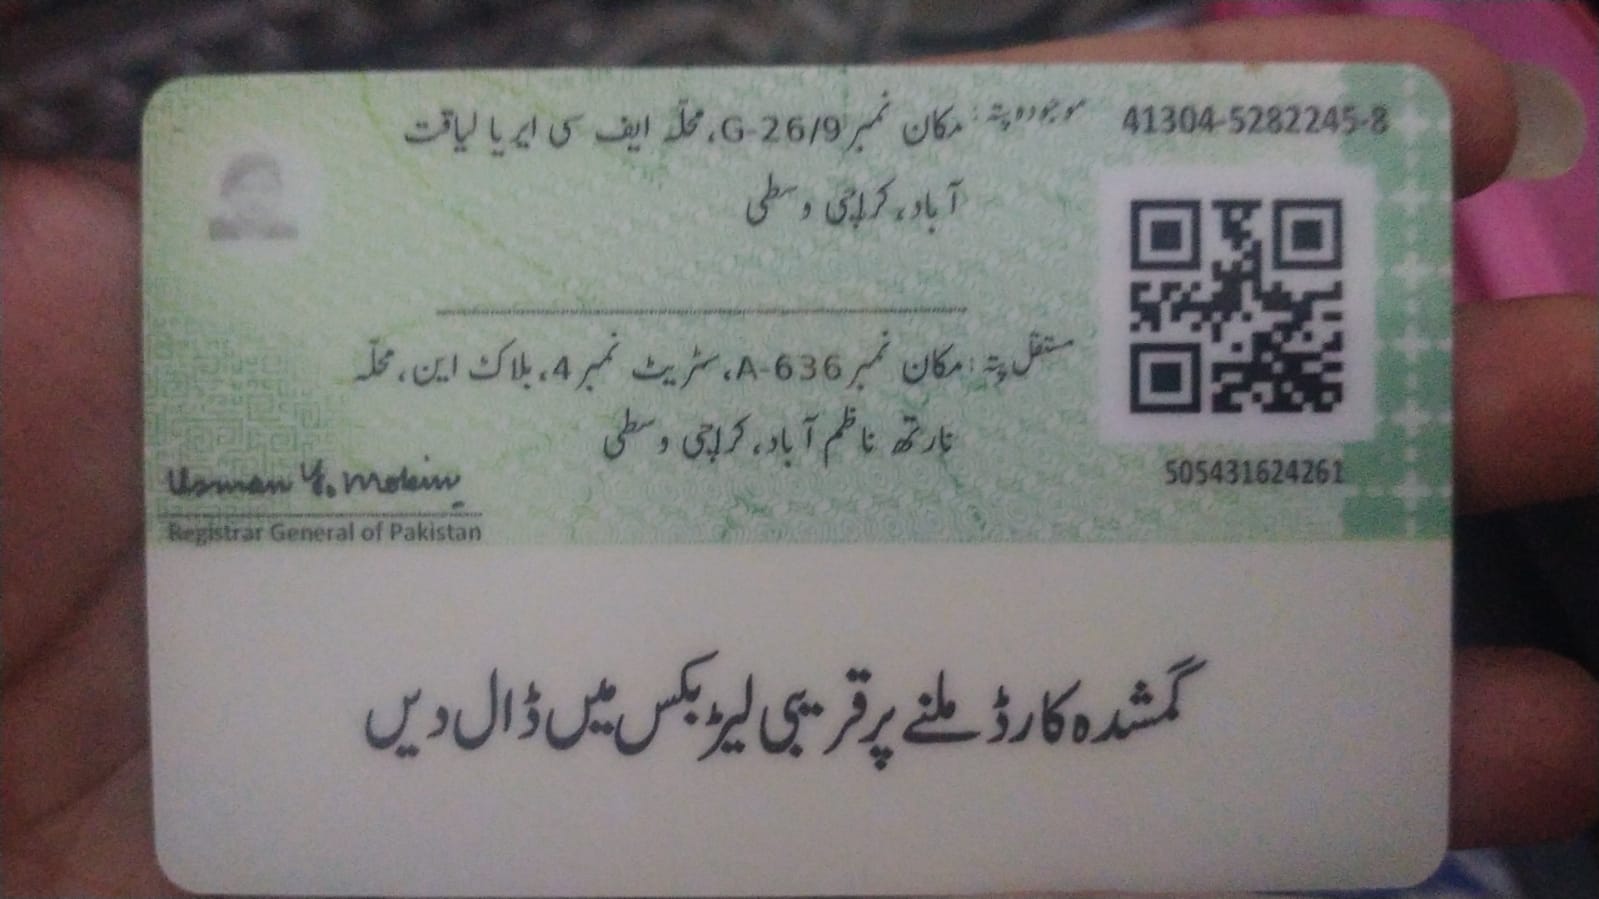 41304-5282245-8
موجودہ پتہ: مکان نمبر G-26/9، محلّہ ایف سی ایریا لیاقت
آباد، کراچی وسطی
مستقل پتہ: مکان نمبر A-636، سٹریٹ نمبر 4، بلاک این، محلّہ
نارتھ ناظم آباد، کراچی وسطی
505431624261
Usman Y. Mobin
Registrar General of Pakistan
گمشدہ کارڈ ملنے پر قریبی لیٹر بکس میں ڈال دیں